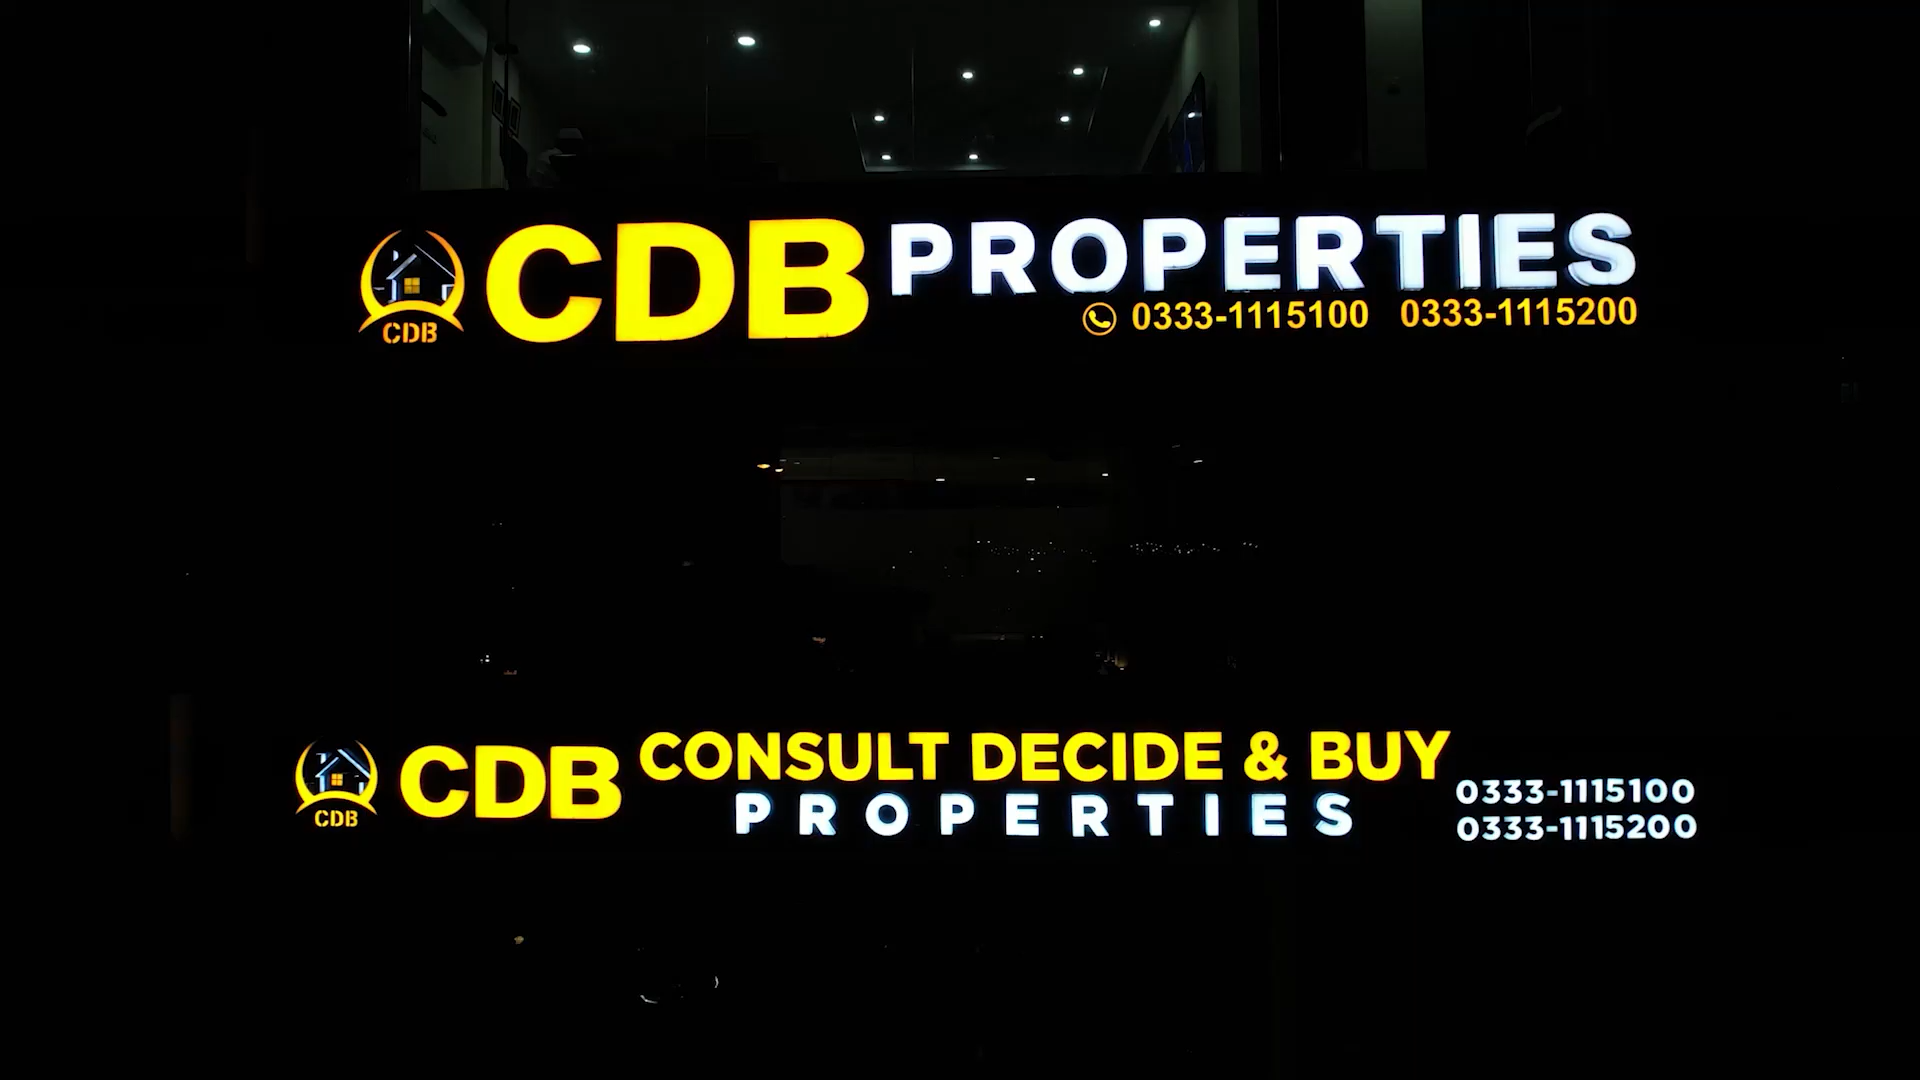 CDB PROPERTIES
CDB
0333-1115100 0333-1115200
CDB CONSULT DECIDE & BUY
PROPERTIES
CDB
0333-1115100
0333-1115200